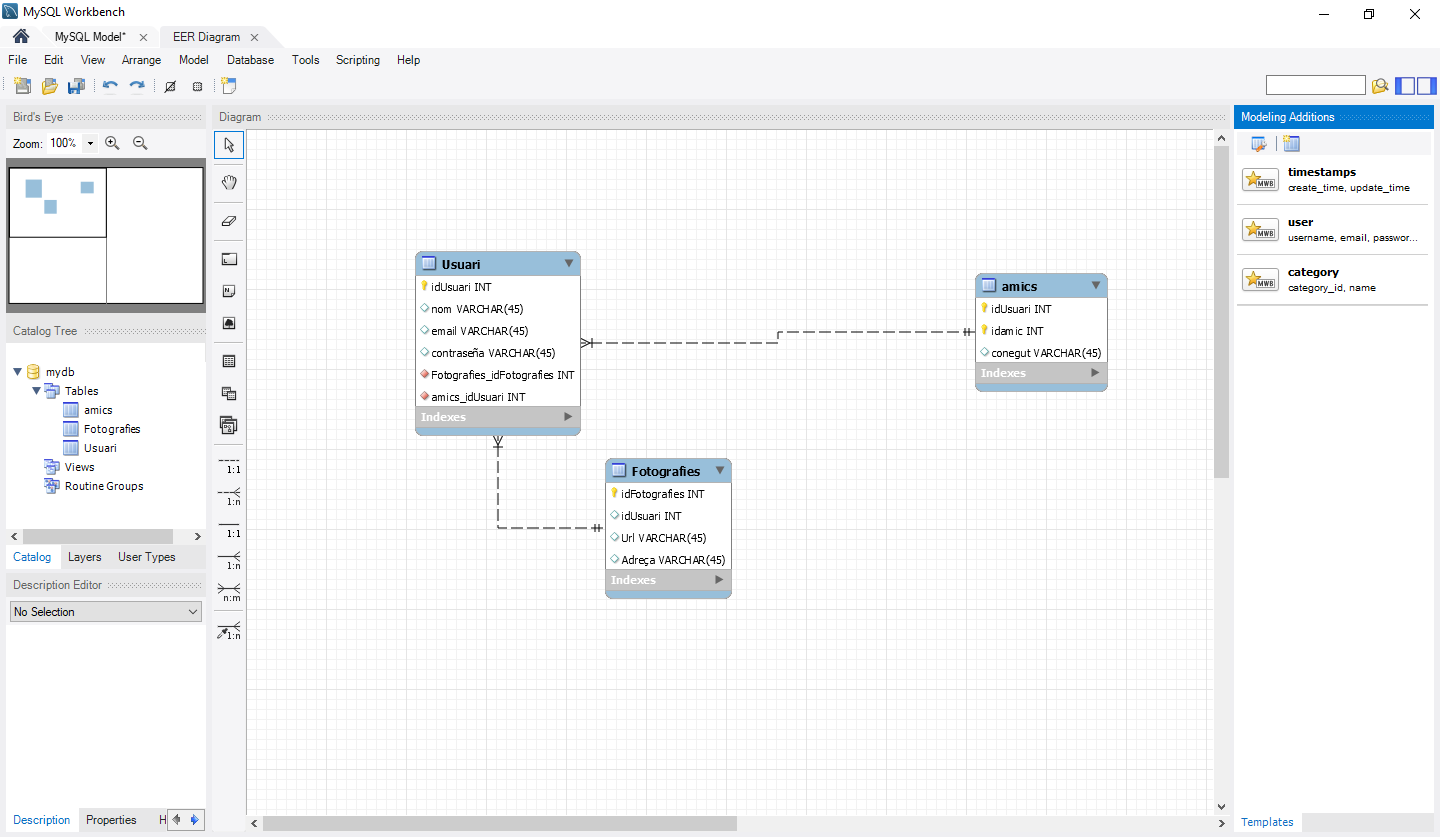 MySQL Workbench
MySQL Model*
EER Diagram
File Edit View Arrange Model Database Tools Scripting Help
Bird's Eye
Zoom: 100%
Catalog Tree
mydb
Tables
amics
Fotografies
Usuari
Views
Routine Groups
Catalog Layers User Types
Description Editor
No Selection
Description Properties H
Diagram
1:1
1:n
1:1
1:n
n:m
1:n
Usuari
idUsuari INT
nom VARCHAR(45)
email VARCHAR(45)
contraseña VARCHAR(45)
Fotografies_idFotografies INT
amics_idUsuari INT
Indexes
amics
idUsuari INT
idamic INT
conegut VARCHAR(45)
Indexes
Fotografies
idFotografies INT
idUsuari INT
Url VARCHAR(45)
Adreça VARCHAR(45)
Indexes
Modeling Additions
MWB
timestamps
create_time, update_time
MWB
user
username, email, passwor...
MWB
category
category_id, name
Templates